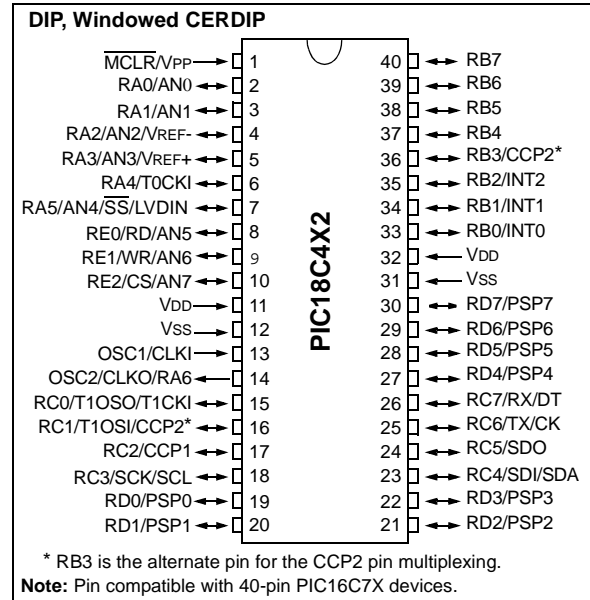 DIP, Windowed CERDIP
MCLR/VPP 1 40 RB7
RA0/AN0 2 39 RB6
RA1/AN1 3 38 RB5
RA2/AN2/VREF- 4 37 RB4
RA3/AN3/VREF+ 5 36 RB3/CCP2*
RA4/T0CKI 6 35 RB2/INT2
RA5/AN4/SS/LVDIN 7 34 RB1/INT1
RE0/RD/AN5 8 33 RB0/INT0
RE1/WR/AN6 9 32 VDD
RE2/CS/AN7 10 31 VSS
VDD 11 30 RD7/PSP7
VSS 12 29 RD6/PSP6
OSC1/CLKI 13 28 RD5/PSP5
OSC2/CLKO/RA6 14 27 RD4/PSP4
RC0/T1OSO/T1CKI 15 26 RC7/RX/DT
RC1/T1OSI/CCP2* 16 25 RC6/TX/CK
RC2/CCP1 17 24 RC5/SDO
RC3/SCK/SCL 18 23 RC4/SDI/SDA
RD0/PSP0 19 22 RD3/PSP3
RD1/PSP1 20 21 RD2/PSP2
PIC18C4X2
* RB3 is the alternate pin for the CCP2 pin multiplexing.
Note: Pin compatible with 40-pin PIC16C7X devices.